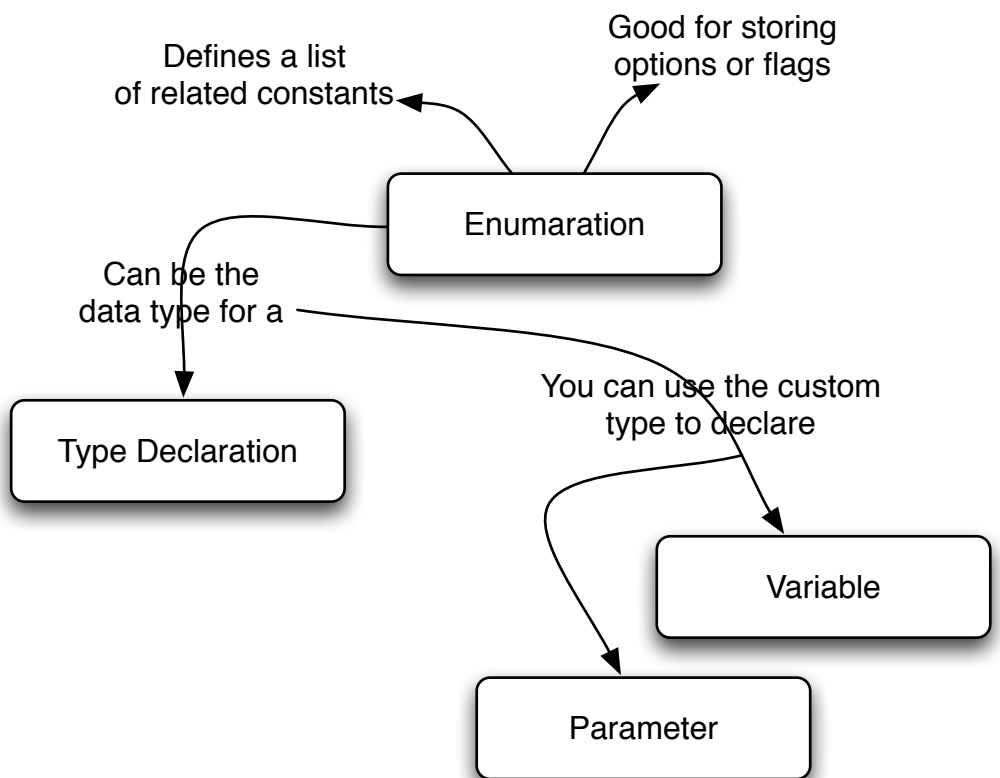 Defines a list
of related constants
Good for storing
options or flags
Enumaration
Can be the
data type for a
Type Declaration
You can use the custom
type to declare
Variable
Parameter